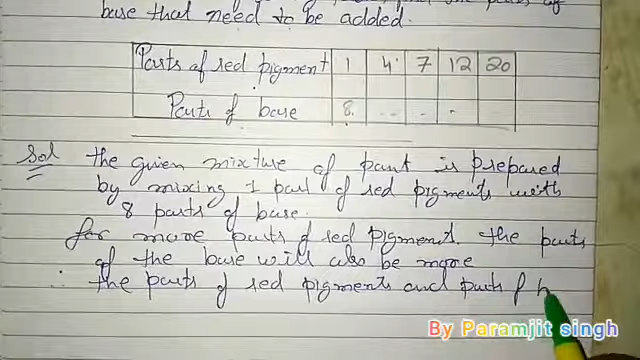 base that need to be added.
Parts of red pigment 1 4 7 12 20
Parts of base 8 .. .. ..
Sol the given mixture of paint is prepared
by mixing 1 part of red pigments with
8 parts of base.
for more parts of red pigment. the parts
of the base will also be more
∴ the parts of red pigments and parts of b
By Paramjit singh